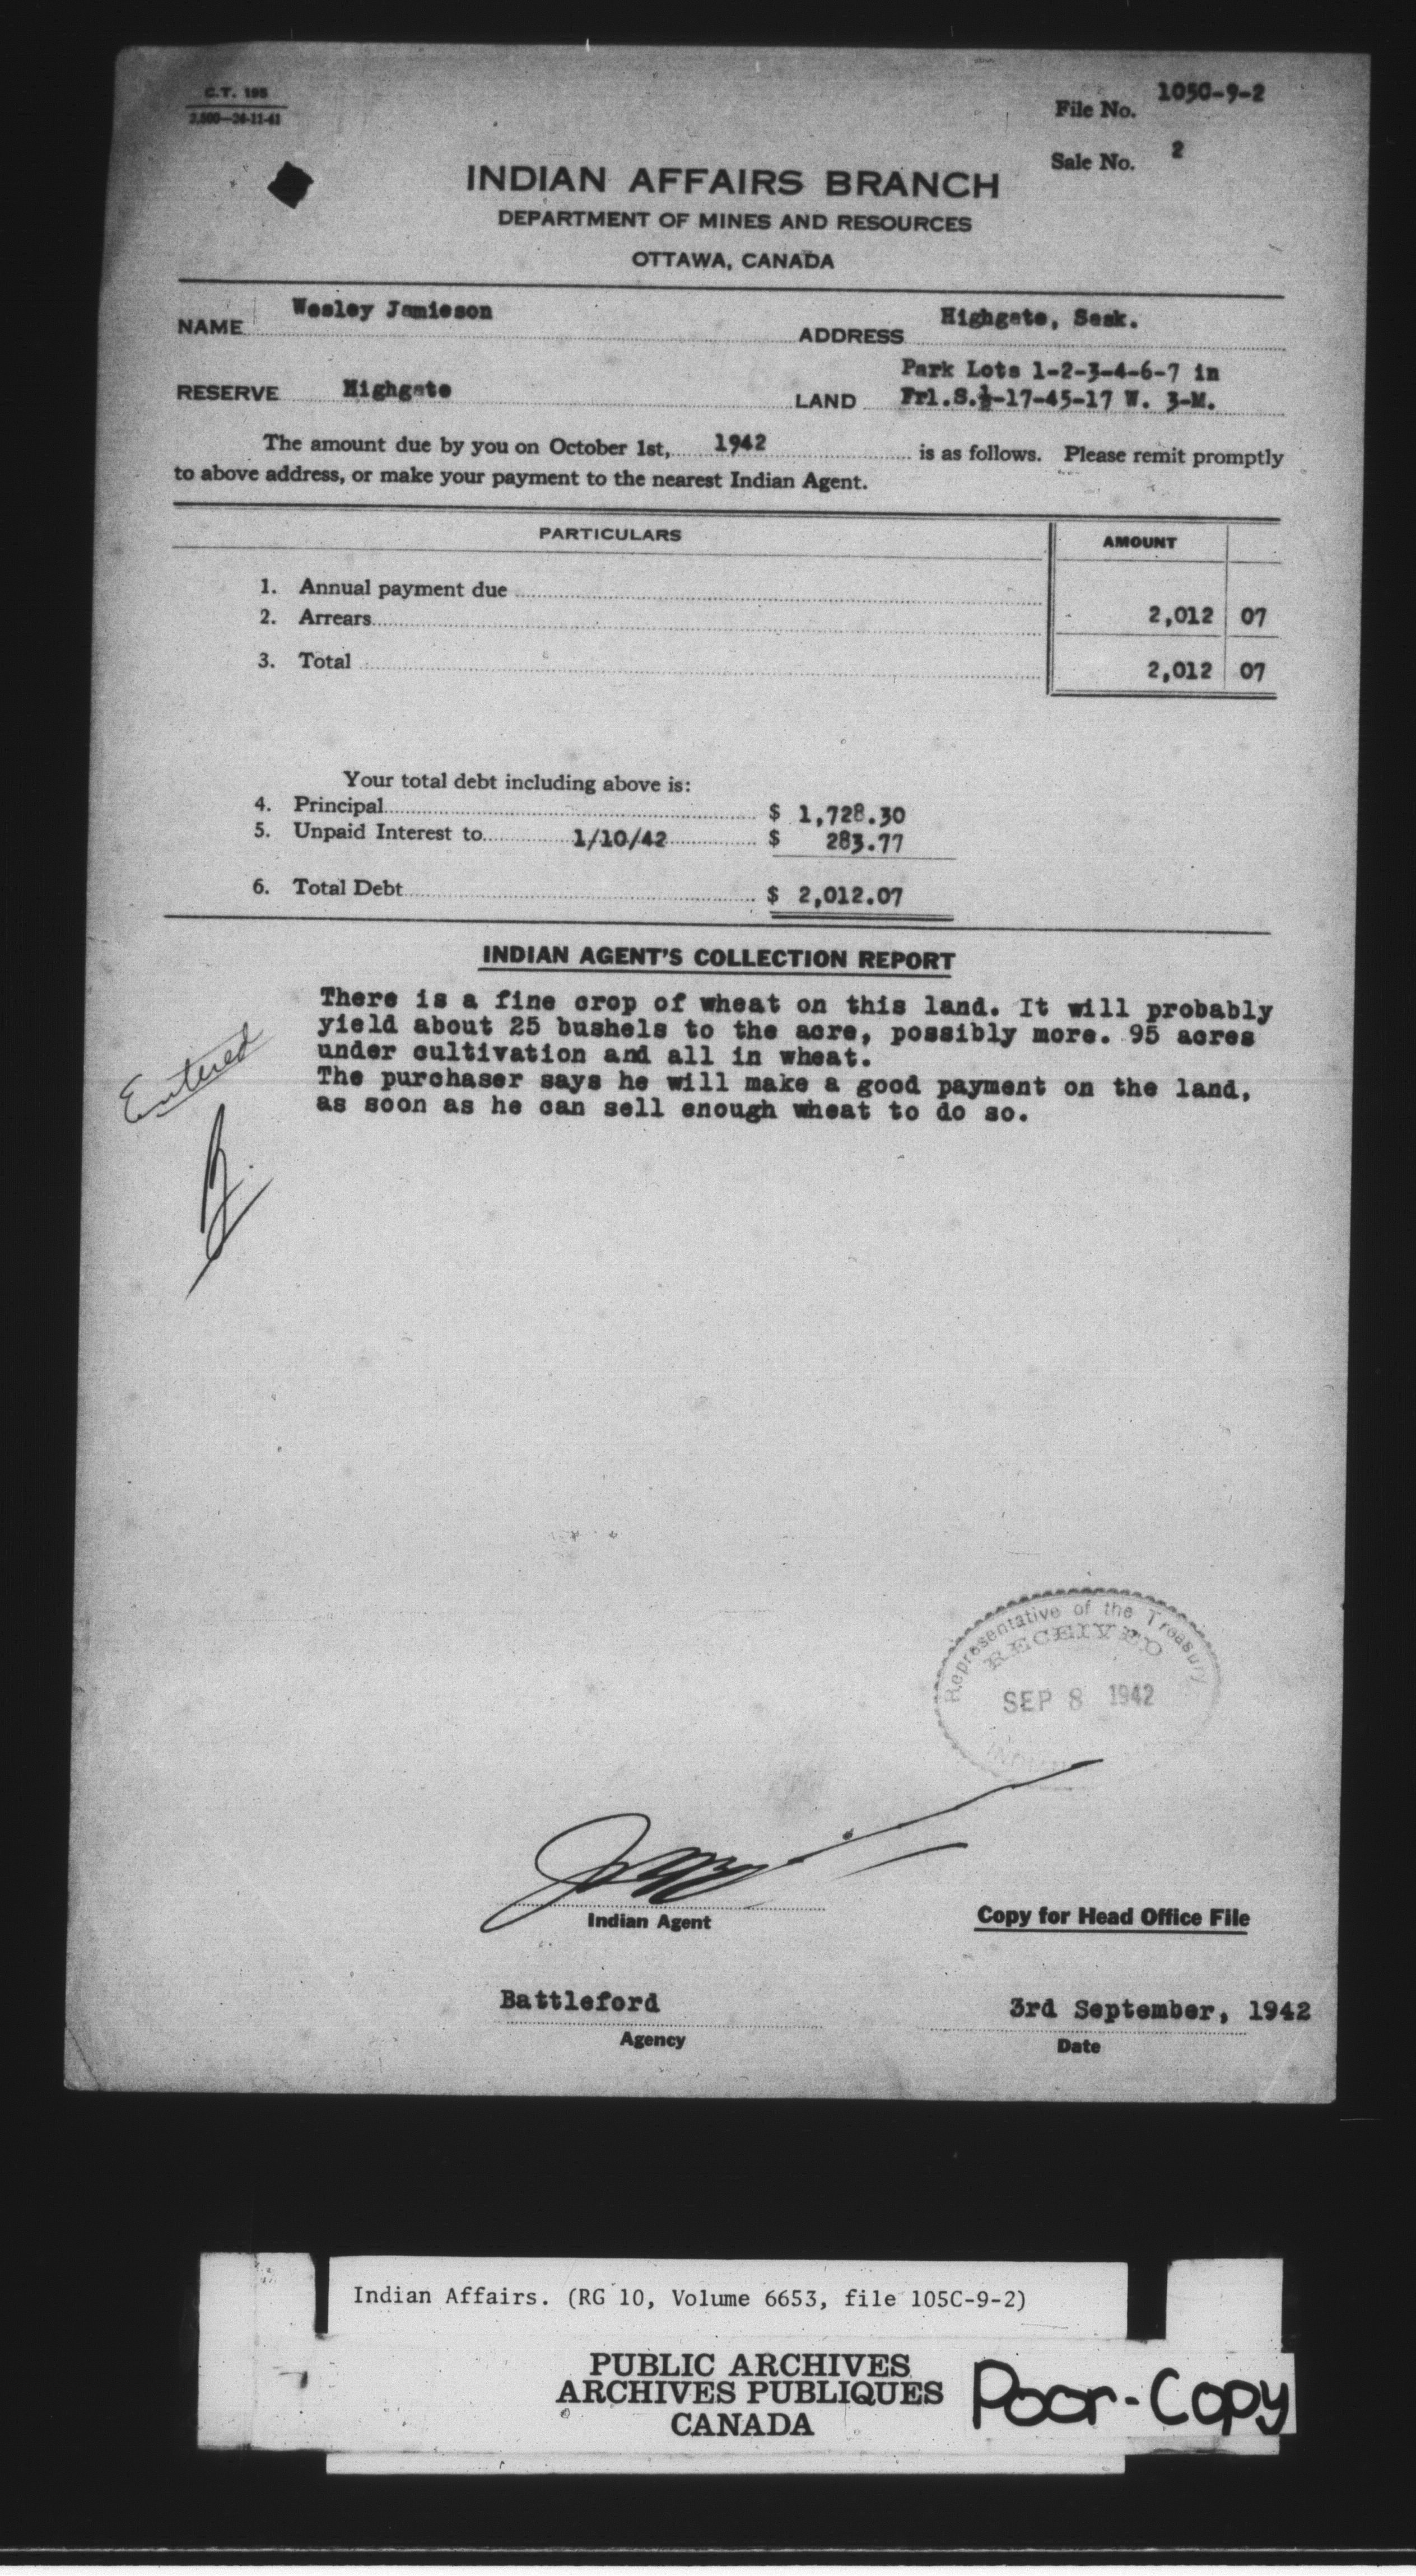 C.T. 195
2,500—24-11-41
File No. 105C-9-2
Sale No. 2
INDIAN AFFAIRS BRANCH
DEPARTMENT OF MINES AND RESOURCES
OTTAWA, CANADA
NAME Wesley Jamieson ADDRESS Highgate, Sask.
RESERVE Highgate LAND Park Lots 1-2-3-4-6-7 in
Frl.S.½-17-45-17 W. 3-M.
The amount due by you on October 1st, 1942 is as follows. Please remit promptly
to above address, or make your payment to the nearest Indian Agent.
PARTICULARS AMOUNT
1. Annual payment due
2. Arrears 2,012 07
3. Total 2,012 07
Your total debt including above is:
4. Principal $ 1,728.30
5. Unpaid Interest to 1/10/42 $ 283.77
6. Total Debt $ 2,012.07
INDIAN AGENT'S COLLECTION REPORT
There is a fine crop of wheat on this land. It will probably
yield about 25 bushels to the acre, possibly more. 95 acres
under cultivation and all in wheat.
The purchaser says he will make a good payment on the land,
as soon as he can sell enough wheat to do so.
Entered
Representative of the Treasury
RECEIVED
SEP 8 1942
INDIAN
Indian Agent
Copy for Head Office File
Battleford 3rd September, 1942
Agency Date
Indian Affairs. (RG 10, Volume 6653, file 105C-9-2)
PUBLIC ARCHIVES
ARCHIVES PUBLIQUES
CANADA
Poor-Copy